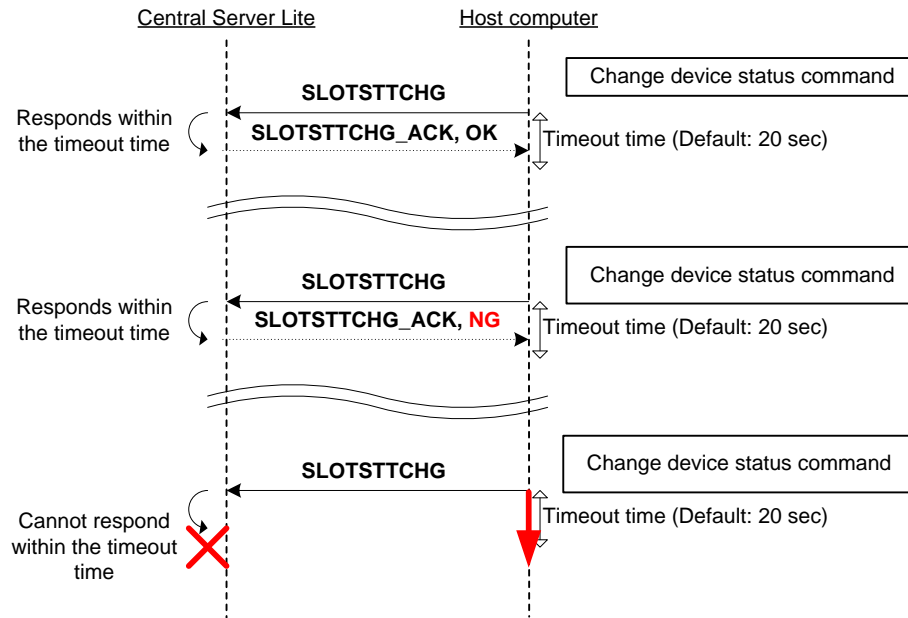 Central Server Lite
Host computer
Change device status command
SLOTSTTCHG
Responds within
the timeout time
SLOTSTTCHG_ACK, OK
Timeout time (Default: 20 sec)
Change device status command
SLOTSTTCHG
Responds within
the timeout time
SLOTSTTCHG_ACK, NG
Timeout time (Default: 20 sec)
Change device status command
SLOTSTTCHG
Cannot respond
within the timeout
time
Timeout time (Default: 20 sec)